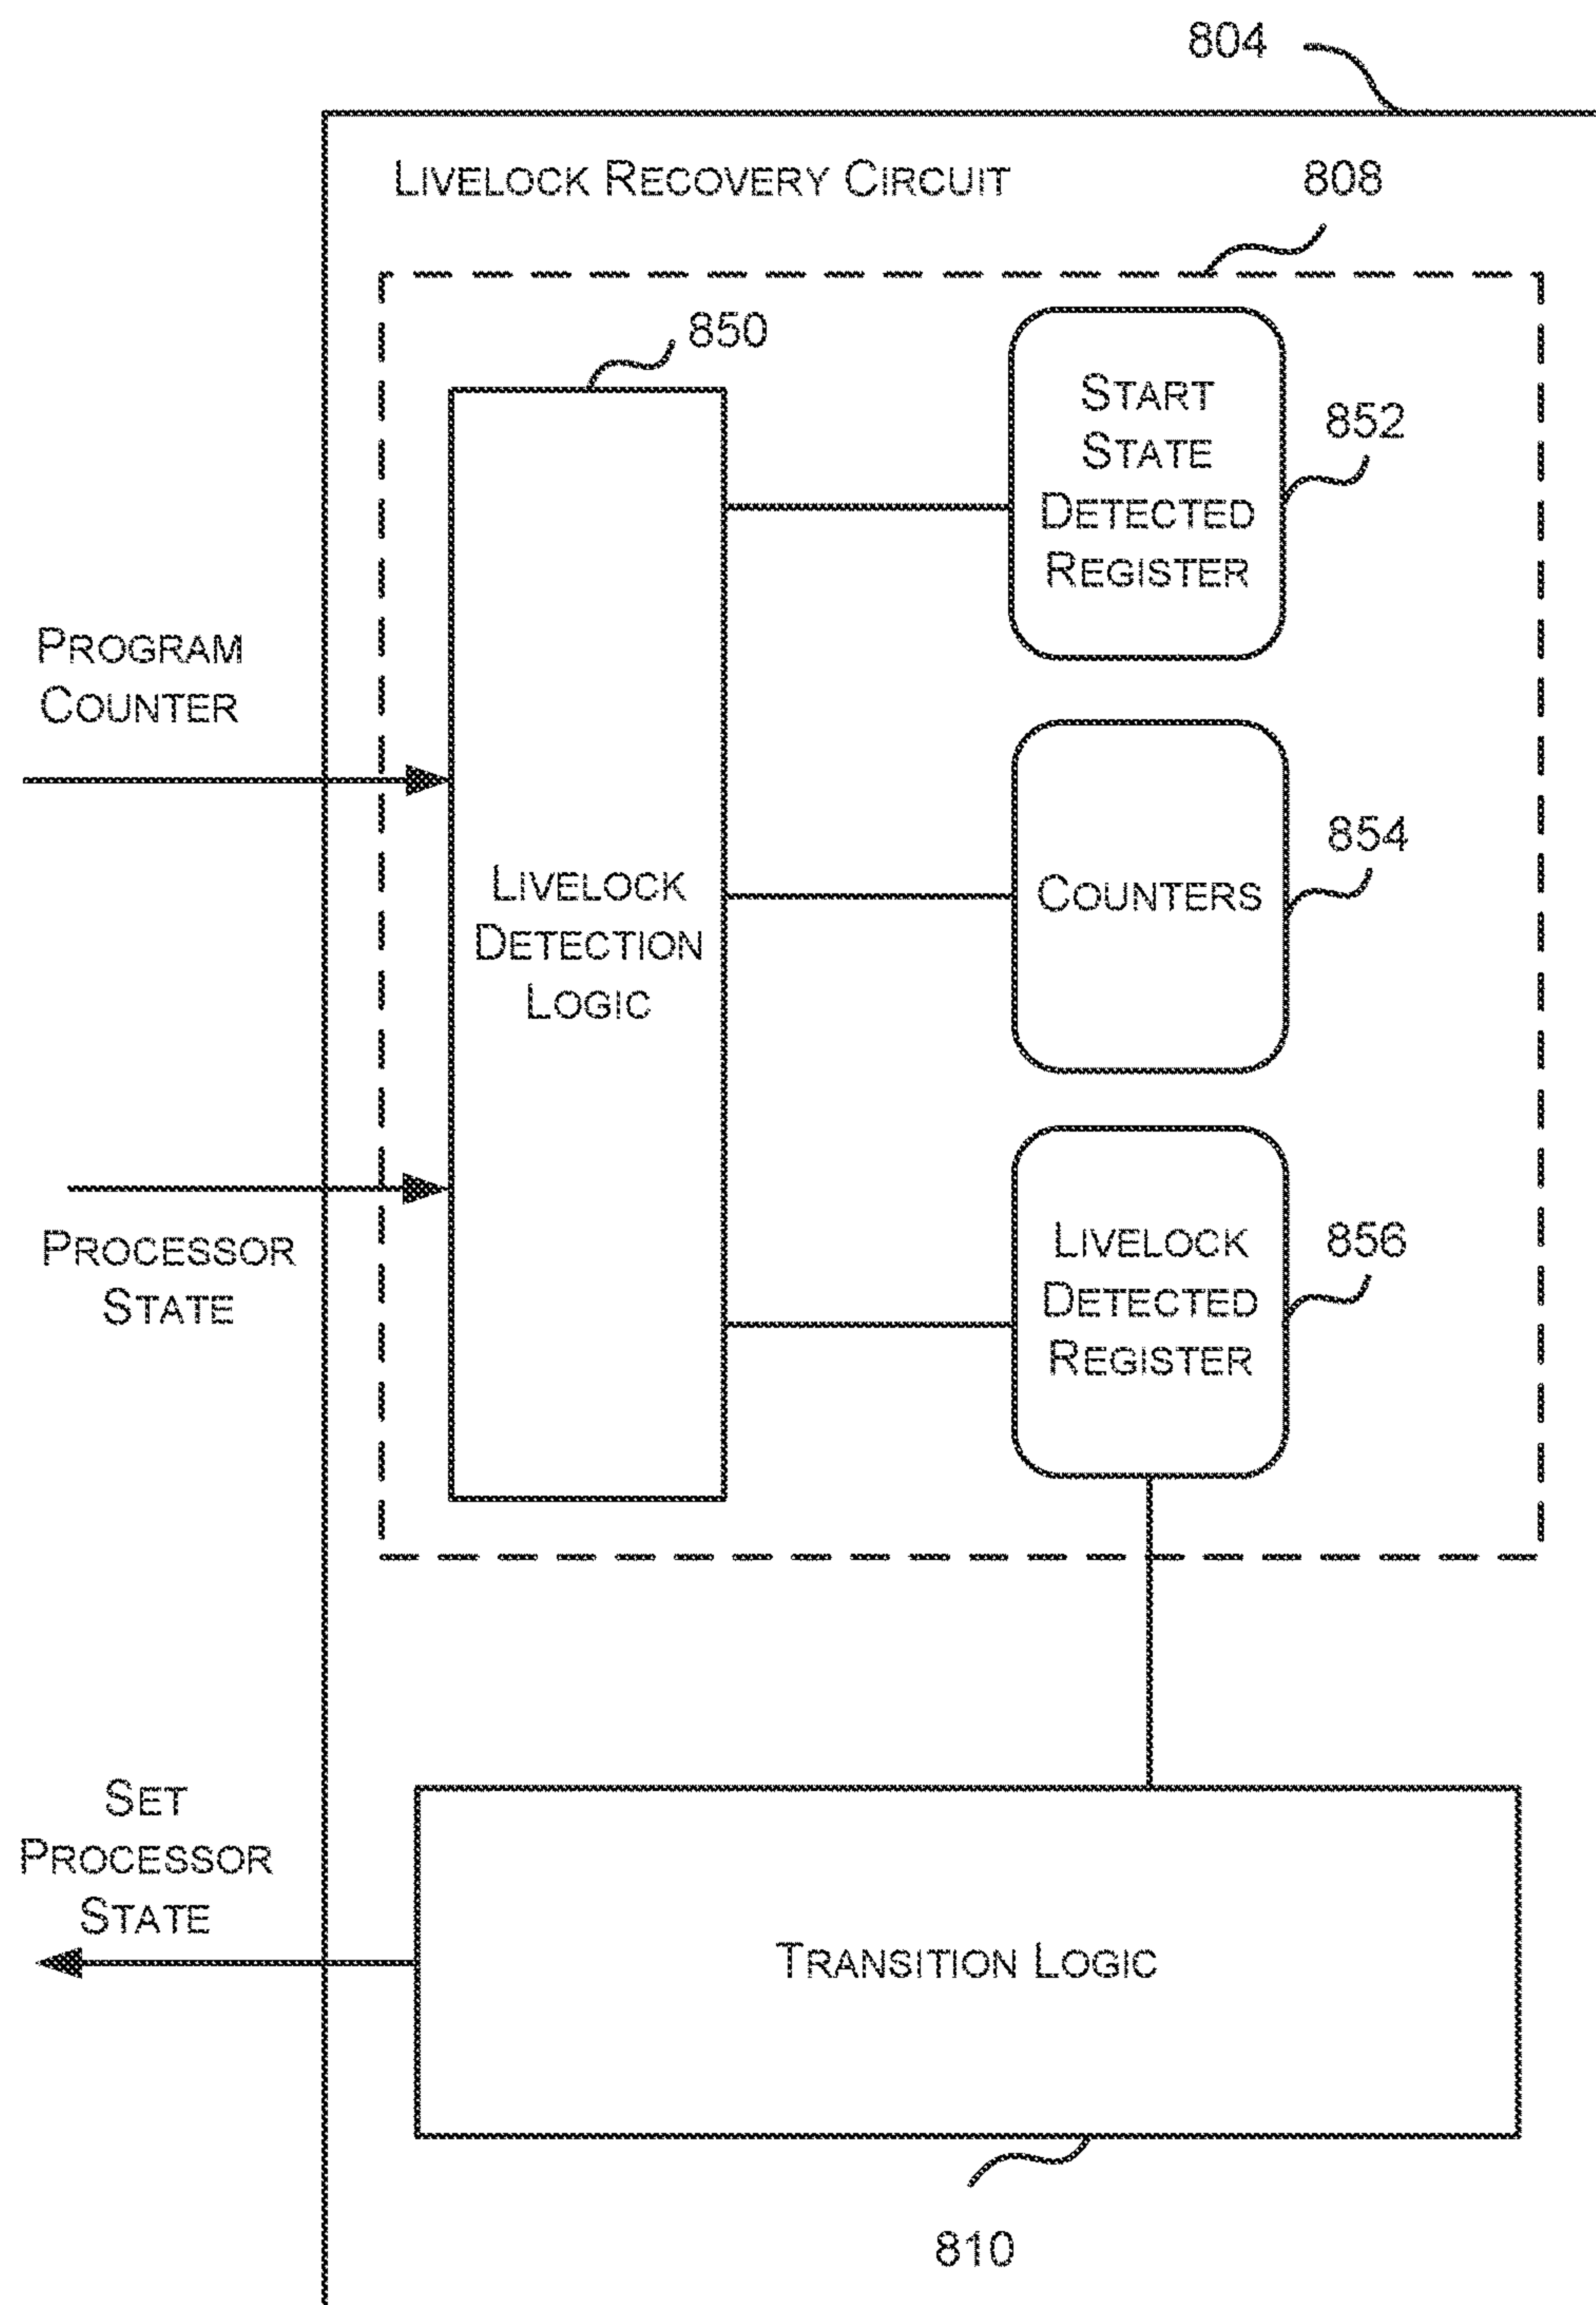 804
LIVELOCK RECOVERY CIRCUIT
808
850
START
STATE
DETECTED
REGISTER
852
PROGRAM
COUNTER
COUNTERS
854
LIVELOCK
DETECTION
LOGIC
PROCESSOR
STATE
LIVELOCK
DETECTED
REGISTER
856
SET
PROCESSOR
STATE
TRANSITION LOGIC
810